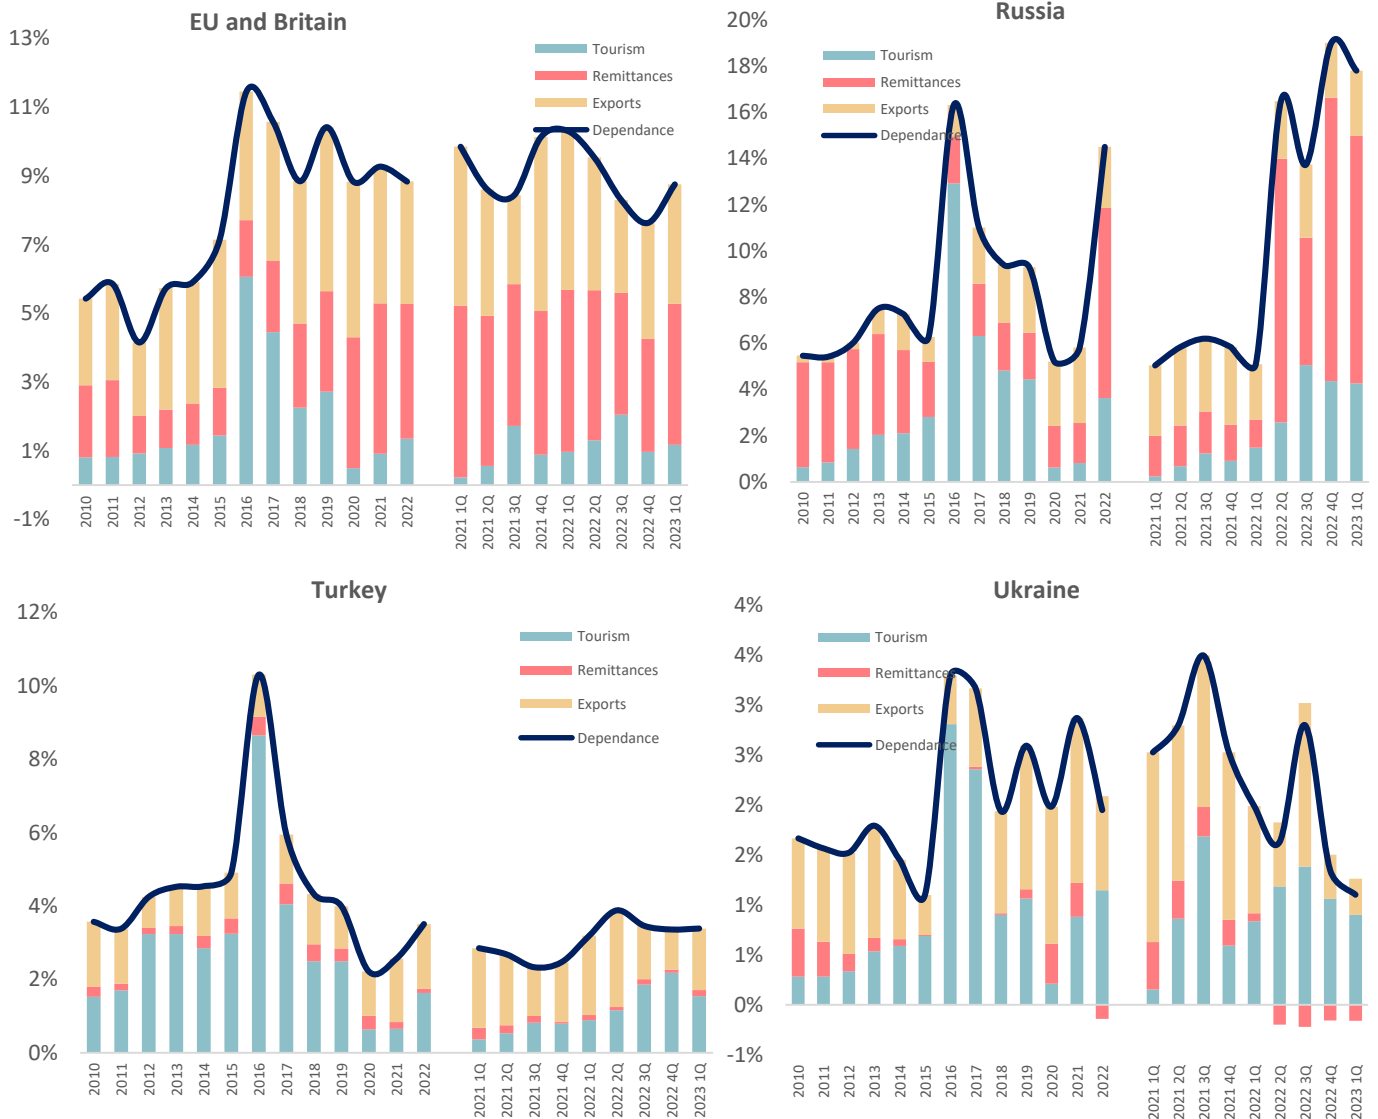 EU and Britain
13%
11%
9%
7%
5%
3%
1%
-1%
Tourism
Remittances
Exports
Dependance
2010
2011
2012
2013
2014
2015
2016
2017
2018
2019
2020
2021
2022
2021 1Q
2021 2Q
2021 3Q
2021 4Q
2022 1Q
2022 2Q
2022 3Q
2022 4Q
2023 1Q
Russia
20%
18%
16%
14%
12%
10%
8%
6%
4%
2%
0%
Tourism
Remittances
Exports
Dependance
2010
2011
2012
2013
2014
2015
2016
2017
2018
2019
2020
2021
2022
2021 1Q
2021 2Q
2021 3Q
2021 4Q
2022 1Q
2022 2Q
2022 3Q
2022 4Q
2023 1Q
Turkey
12%
10%
8%
6%
4%
2%
0%
Tourism
Remittances
Exports
Dependance
2010
2011
2012
2013
2014
2015
2016
2017
2018
2019
2020
2021
2022
2021 1Q
2021 2Q
2021 3Q
2021 4Q
2022 1Q
2022 2Q
2022 3Q
2022 4Q
2023 1Q
Ukraine
4%
4%
3%
3%
2%
2%
1%
1%
0%
-1%
Tourism
Remittances
Exports
Dependance
2010
2011
2012
2013
2014
2015
2016
2017
2018
2019
2020
2021
2022
2021 1Q
2021 2Q
2021 3Q
2021 4Q
2022 1Q
2022 2Q
2022 3Q
2022 4Q
2023 1Q